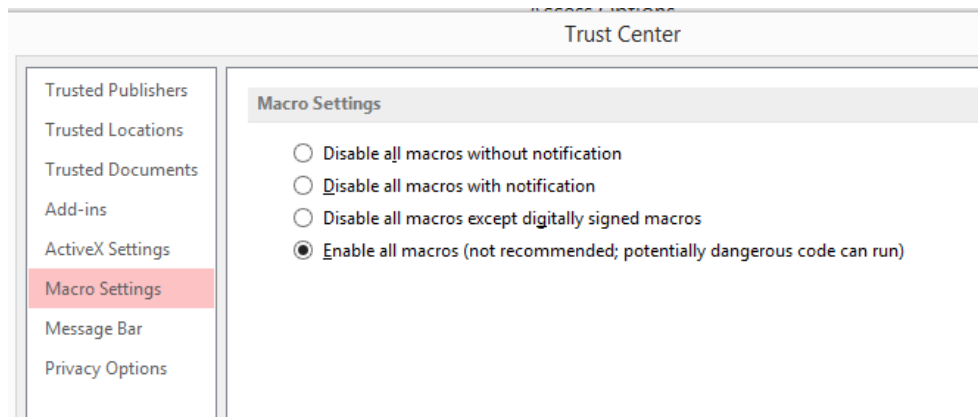 Access Options
Trust Center
Trusted Publishers
Trusted Locations
Trusted Documents
Add-ins
ActiveX Settings
Macro Settings
Message Bar
Privacy Options
Macro Settings
Disable all macros without notification
Disable all macros with notification
Disable all macros except digitally signed macros
Enable all macros (not recommended; potentially dangerous code can run)